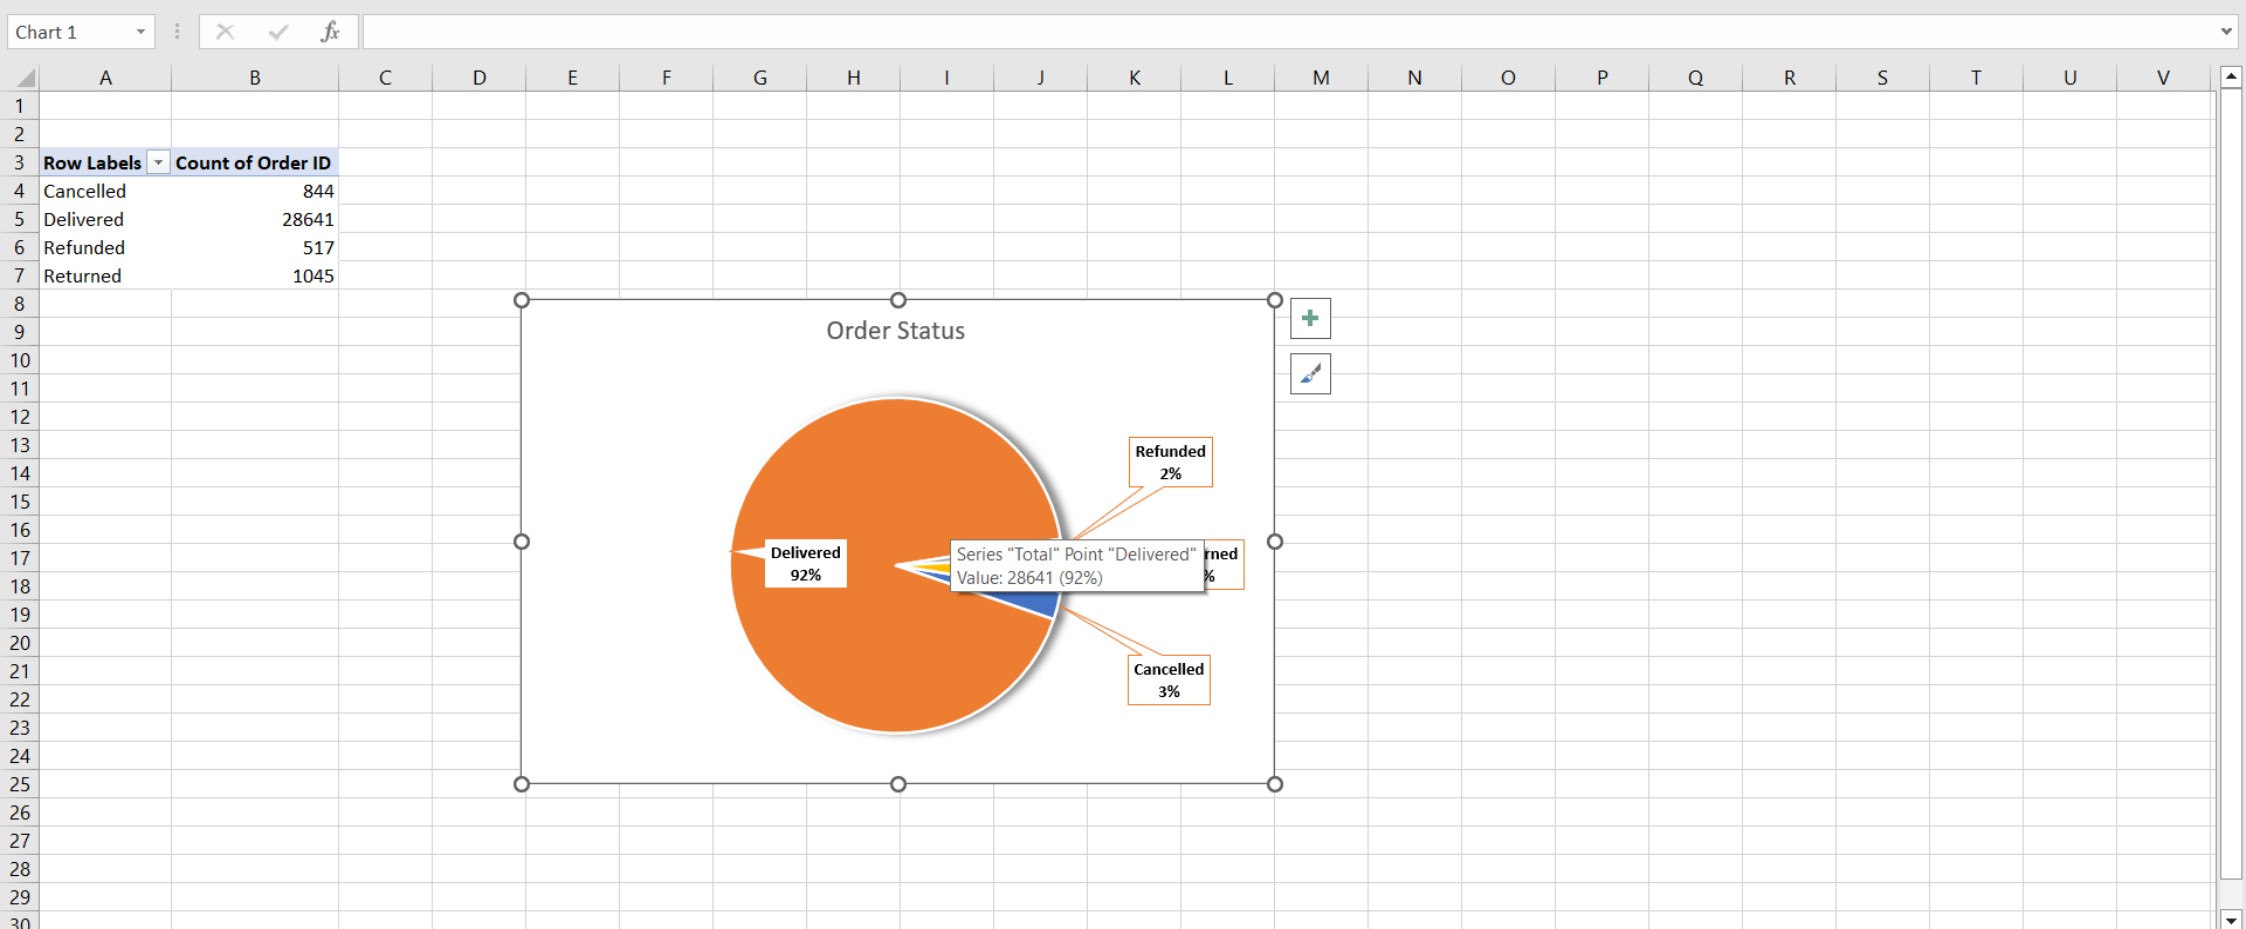 Chart 1
fx
A B C D E F G H I J K L M N O P Q R S T U V
1
2
3 Row Labels Count of Order ID
4 Cancelled 844
5 Delivered 28641
6 Refunded 517
7 Returned 1045
8
9 Order Status
10
11
12
13
Refunded
14 2%
15
16
17 Delivered Series "Total" Point "Delivered" rned
18 92% Value: 28641 (92%) %
19
20
21 Cancelled
22 3%
23
24
25
26
27
28
29
30